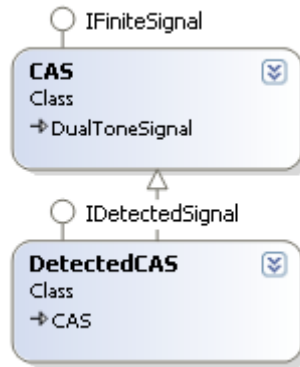 IFiniteSignal
CAS
Class
DualToneSignal
IDetectedSignal
DetectedCAS
Class
CAS